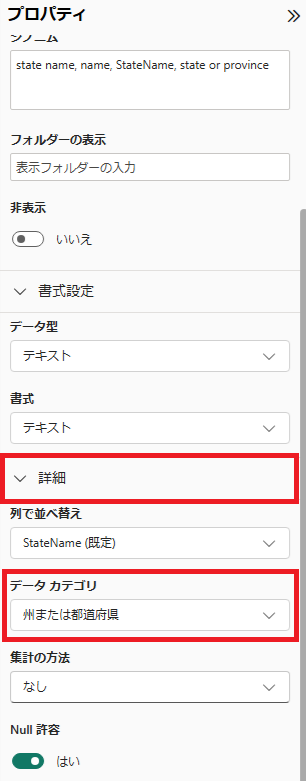 プロパティ
シノニム
state name, name, StateName, state or province
フォルダーの表示
表示フォルダーの入力
非表示
いいえ
書式設定
データ型
テキスト
書式
テキスト
詳細
列で並べ替え
StateName (既定)
データ カテゴリ
州または都道府県
集計の方法
なし
Null 許容
はい